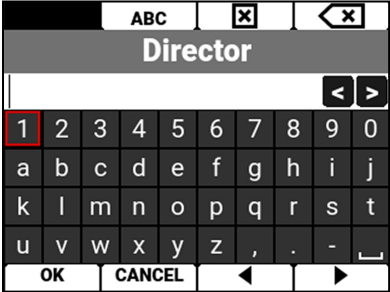 ABC
Director
< >
1 2 3 4 5 6 7 8 9 0
a b c d e f g h i j
k l m n o p q r s t
u v w x y z , . -
OK CANCEL